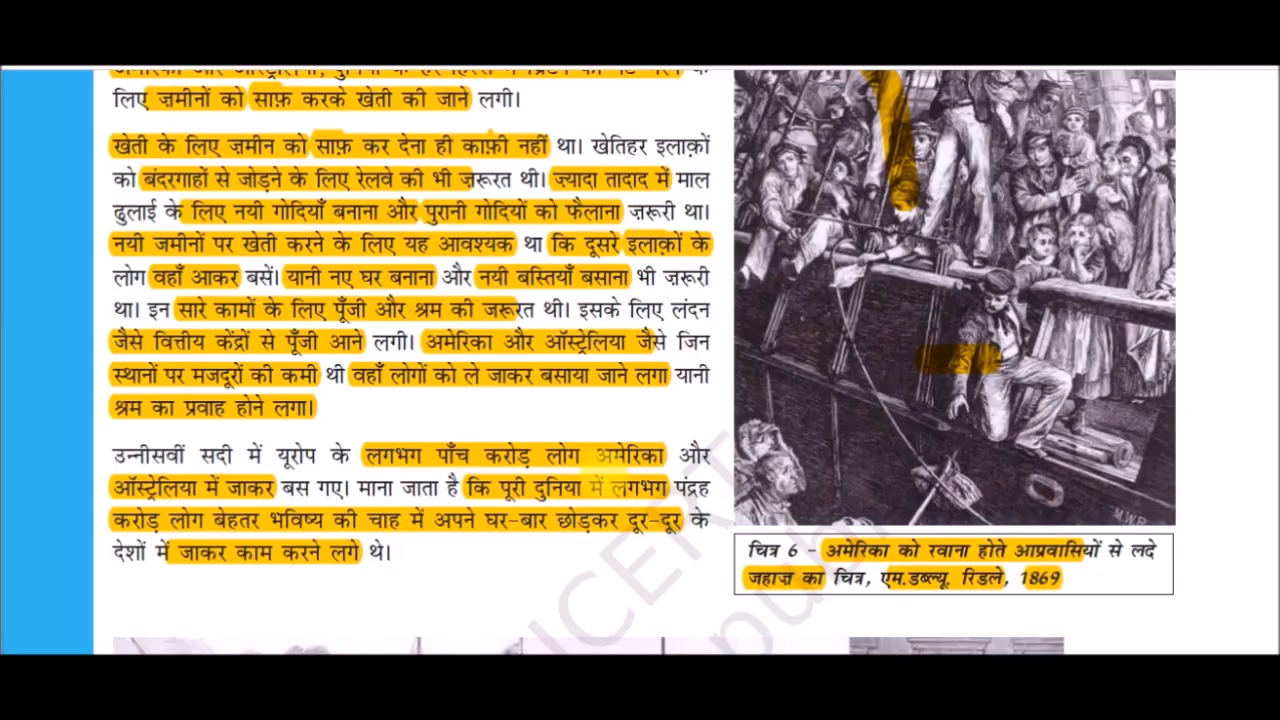 लिए ज़मीनों को साफ़ करके खेती की जाने लगी।
खेती के लिए ज़मीन को साफ़ कर देना ही काफ़ी नहीं था। खेतिहर इलाक़ों
को बंदरगाहों से जोड़ने के लिए रेलवे की भी ज़रूरत थी। ज़्यादा तादाद में माल
ढुलाई के लिए नयी गोदियाँ बनाना और पुरानी गोदियों को फैलाना ज़रूरी था।
नयी जमीनों पर खेती करने के लिए यह आवश्यक था कि दूसरे इलाक़ों के
लोग वहाँ आकर बसें। यानी नए घर बनाना और नयी बस्तियाँ बसाना भी ज़रूरी
था। इन सारे कामों के लिए पूँजी और श्रम की जरूरत थी। इसके लिए लंदन
जैसे वित्तीय केंद्रों से पूँजी आने लगी। अमेरिका और ऑस्ट्रेलिया जैसे जिन
स्थानों पर मजदूरों की कमी थी वहाँ लोगों को ले जाकर बसाया जाने लगा यानी
श्रम का प्रवाह होने लगा।
उन्नीसवीं सदी में यूरोप के लगभग पाँच करोड़ लोग अमेरिका और
ऑस्ट्रेलिया में जाकर बस गए। माना जाता है कि पूरी दुनिया में लगभग पंद्रह
करोड़ लोग बेहतर भविष्य की चाह में अपने घर-बार छोड़कर दूर-दूर के
देशों में जाकर काम करने लगे थे।
M.W.R
चित्र 6 - अमेरिका को रवाना होते आप्रवासियों से लदे
जहाज़ का चित्र, एम.डब्ल्यू. रिडले, 1869
NCERT
publ